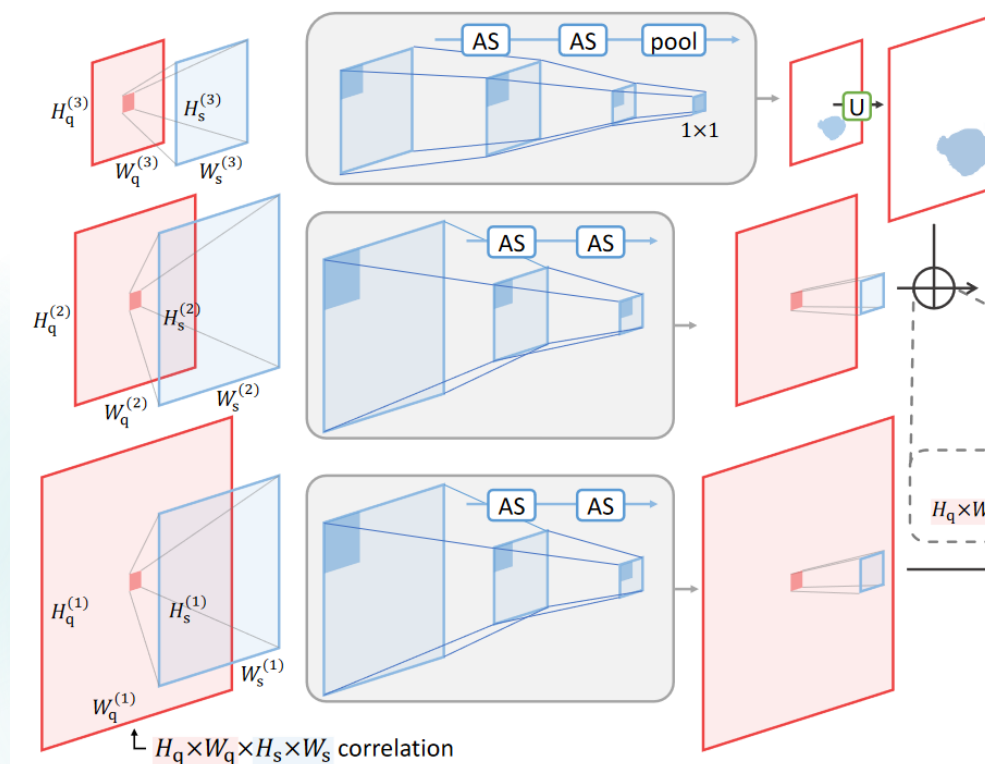 AS AS pool
H_q^(3)
H_s^(3)
W_q^(3)
W_s^(3)
1×1
U
AS AS
H_q^(2)
H_s^(2)
W_q^(2)
W_s^(2)
AS AS
H_q^(1)
H_s^(1)
W_s^(1)
W_q^(1)
H_q×W
H_q×W_q×H_s×W_s correlation